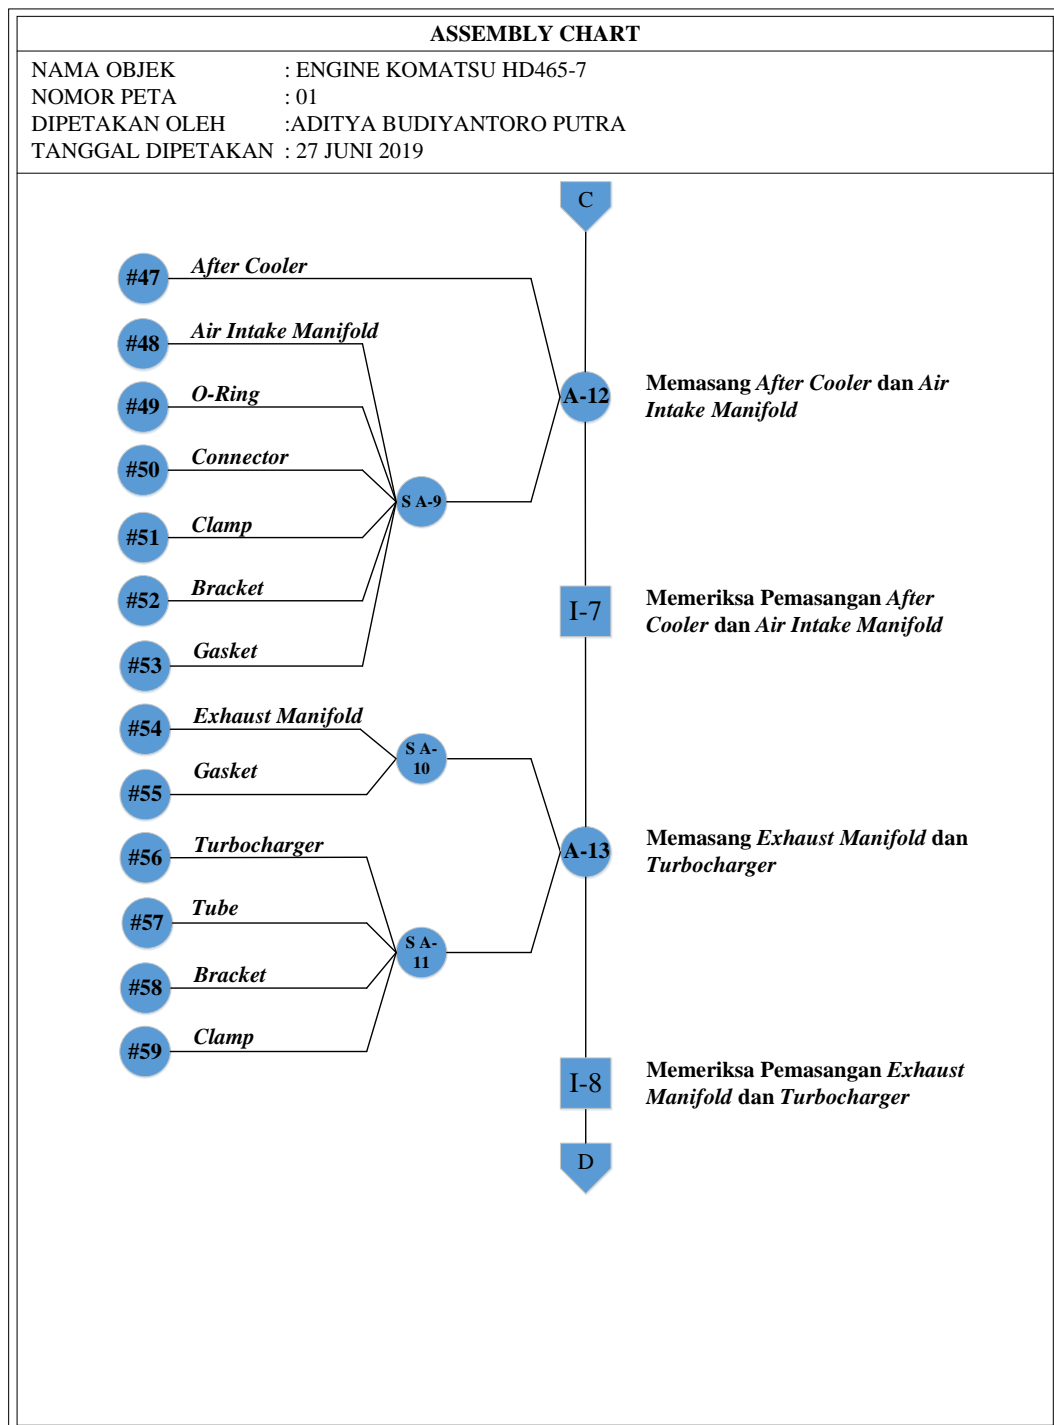 ASSEMBLY CHART
NAMA OBJEK : ENGINE KOMATSU HD465-7
NOMOR PETA : 01
DIPETAKAN OLEH :ADITYA BUDIYANTORO PUTRA
TANGGAL DIPETAKAN : 27 JUNI 2019
C
#47 After Cooler
#48 Air Intake Manifold
A-12
Memasang After Cooler dan Air
Intake Manifold
#49 O-Ring
#50 Connector
S A-9
#51 Clamp
#52 Bracket
I-7
Memeriksa Pemasangan After
Cooler dan Air Intake Manifold
#53 Gasket
#54 Exhaust Manifold
S A-
10
#55 Gasket
#56 Turbocharger
A-13
Memasang Exhaust Manifold dan
Turbocharger
#57 Tube
S A-
11
#58 Bracket
#59 Clamp
I-8
Memeriksa Pemasangan Exhaust
Manifold dan Turbocharger
D